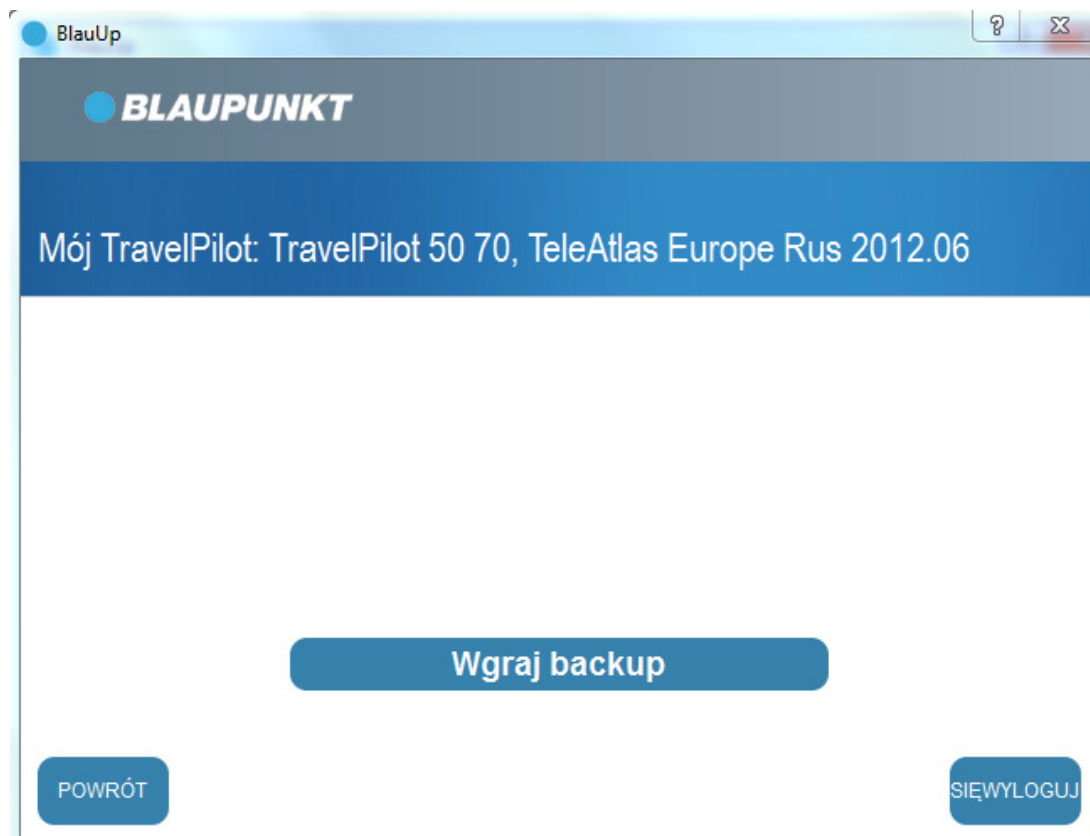 BlauUp
BLAUPUNKT
Mój TravelPilot: TravelPilot 50 70, TeleAtlas Europe Rus 2012.06
Wgraj backup
POWRÓT
SIĘWYLOGUJ